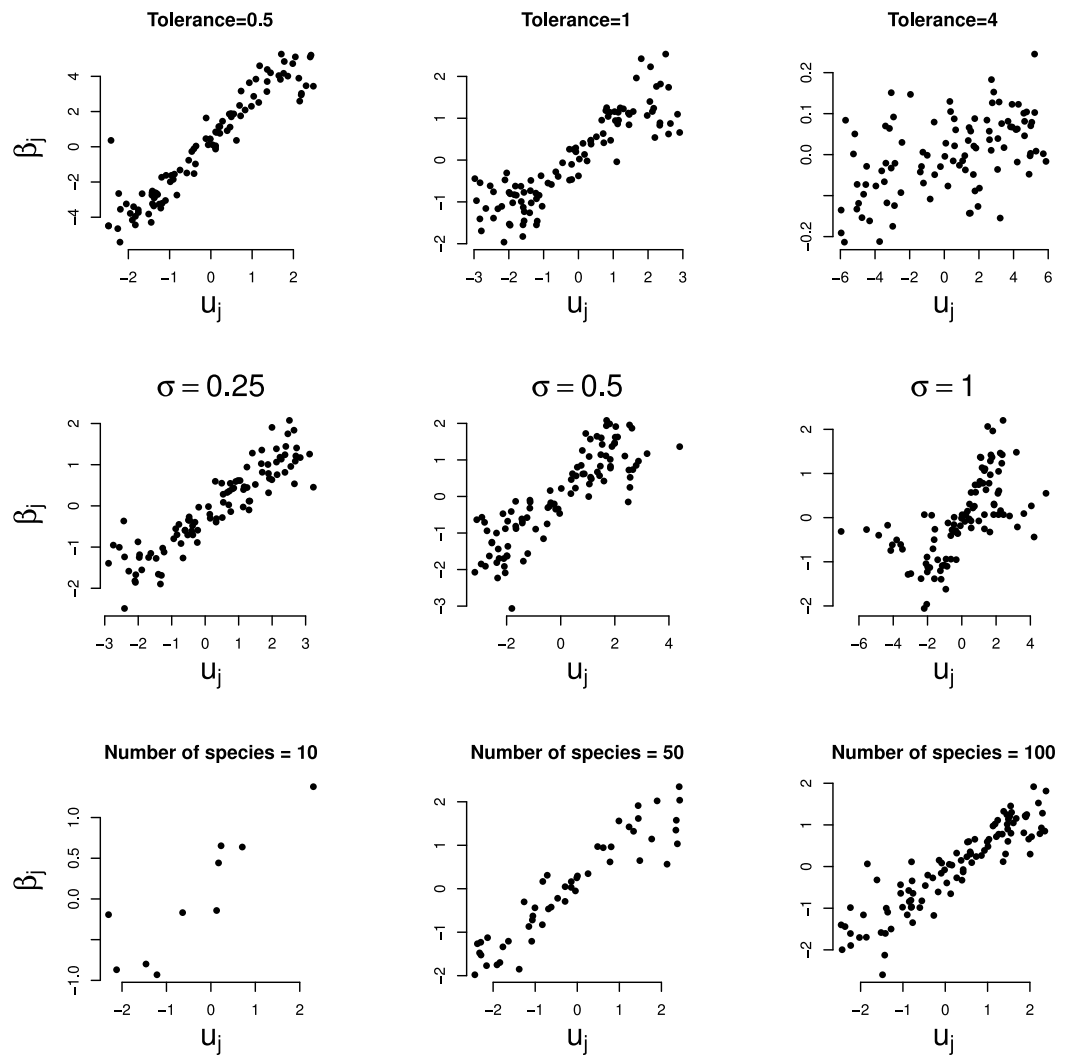 Tolerance=0.5 Tolerance=1 Tolerance=4
βj
4
2
0
−2
−4
−2 −1 0 1 2
uj
2
1
0
−1
−2
−3 −2 −1 0 1 2 3
uj
0.2
0.1
0.0
−0.2
−6 −4 −2 0 2 4 6
uj
σ = 0.25 σ = 0.5 σ = 1
βj
2
1
0
−1
−2
−3 −2 −1 0 1 2 3
uj
2
1
0
−1
−2
−3
−2 0 2 4
uj
2
1
0
−1
−2
−6 −4 −2 0 2 4
uj
Number of species = 10 Number of species = 50 Number of species = 100
βj
1.0
0.5
0.0
−1.0
−2 −1 0 1 2
uj
2
1
0
−1
−2
−2 −1 0 1 2
uj
2
1
0
−1
−2
−2 −1 0 1 2
uj